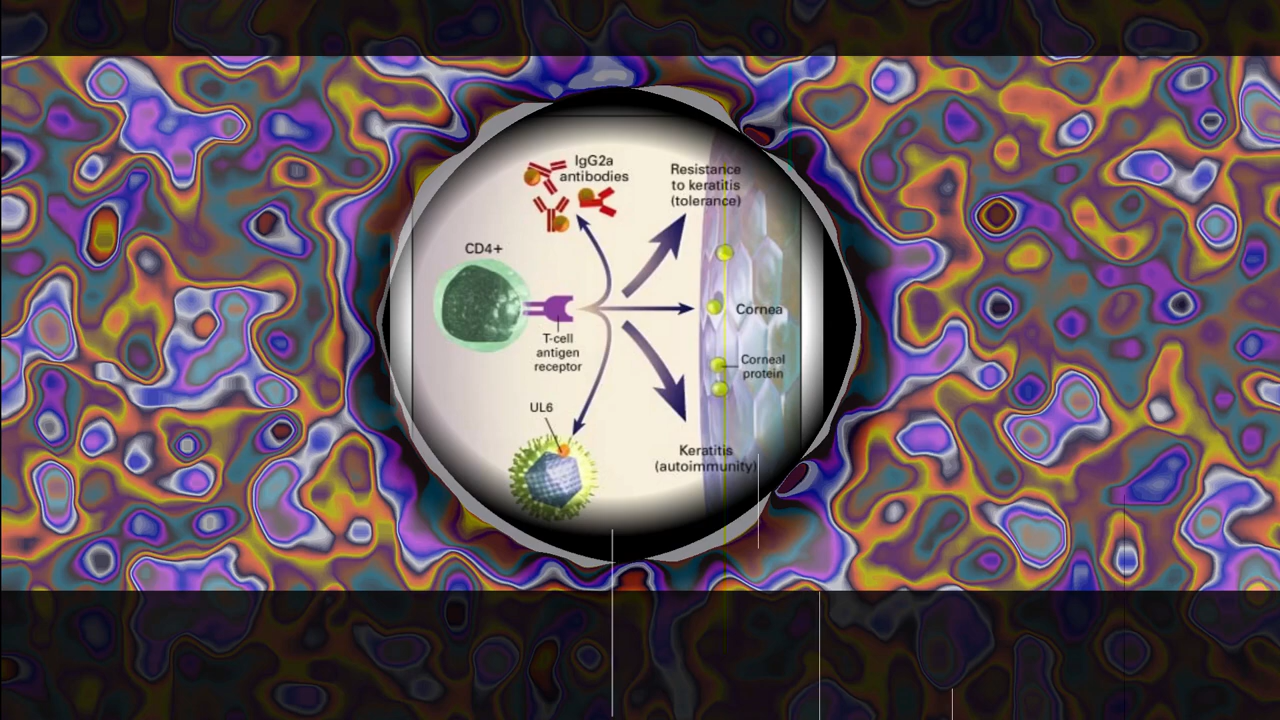 IgG2a
antibodies
Resistance
to keratitis
(tolerance)
CD4+
Cornea
T-cell
antigen
receptor
Corneal
protein
UL6
Keratitis
(autoimmunity)